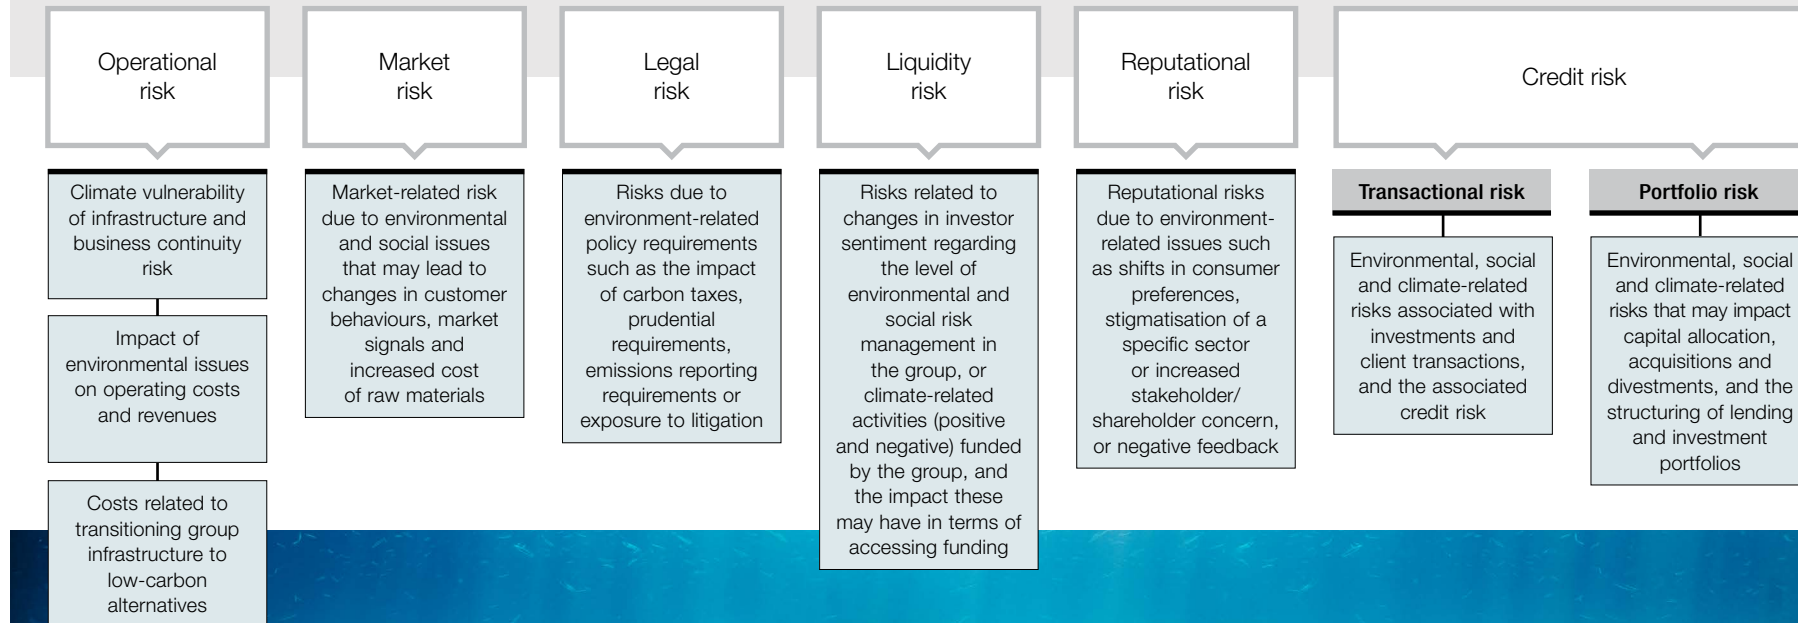 Operational
risk
Market
risk
Legal
risk
Liquidity
risk
Reputational
risk
Credit risk
Climate vulnerability
of infrastructure and
business continuity
risk
Impact of
environmental issues
on operating costs
and revenues
Costs related to
transitioning group
infrastructure to
low-carbon
alternatives
Market-related risk
due to environmental
and social issues
that may lead to
changes in customer
behaviours, market
signals and
increased cost
of raw materials
Risks due to
environment-related
policy requirements
such as the impact
of carbon taxes,
prudential
requirements,
emissions reporting
requirements or
exposure to litigation
Risks related to
changes in investor
sentiment regarding
the level of
environmental and
social risk
management in
the group, or
climate-related
activities (positive
and negative) funded
by the group, and
the impact these
may have in terms of
accessing funding
Reputational risks
due to environment-
related issues such
as shifts in consumer
preferences,
stigmatisation of a
specific sector
or increased
stakeholder/
shareholder concern,
or negative feedback
Transactional risk
Environmental, social
and climate-related
risks associated with
investments and
client transactions,
and the associated
credit risk
Portfolio risk
Environmental, social
and climate-related
risks that may impact
capital allocation,
acquisitions and
divestments, and the
structuring of lending
and investment
portfolios